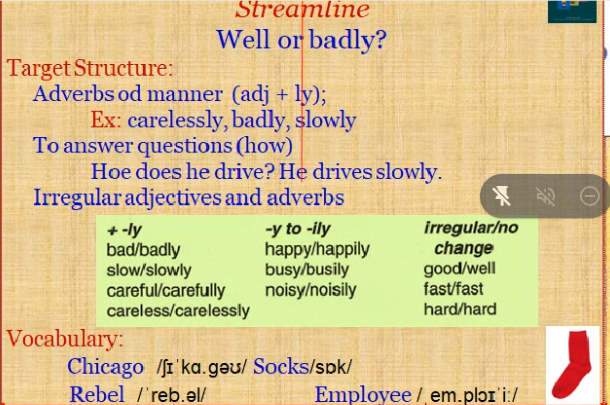 Streamline
Well or badly?
Target Structure:
Adverbs od manner (adj + ly);
Ex: carelessly, badly, slowly
To answer questions (how)
Hoe does he drive? He drives slowly.
Irregular adjectives and adverbs
+ -ly -y to -ily irregular/no
bad/badly happy/happily change
slow/slowly busy/busily good/well
careful/carefully noisy/noisily fast/fast
careless/carelessly hard/hard
Vocabulary:
Chicago /ʃɪˈkɑ.ɡəʊ/ Socks/sɒk/
Rebel /ˈreb.əl/ Employee /ˌem.plɔɪˈiː/